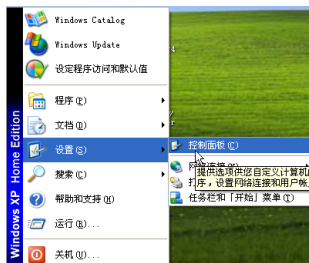 Windows Catalog
Windows Update
设定程序访问和默认值
程序(P)
文档(D)
设置(S)
搜索(C)
帮助和支持(H)
运行(R)...
关机(U)...
Windows XP Home Edition
控制面板(C)
网络连接(N)
提供选项供您自定义计算机
序，设置网络连接和用户帐
任务栏和「开始」菜单(T)